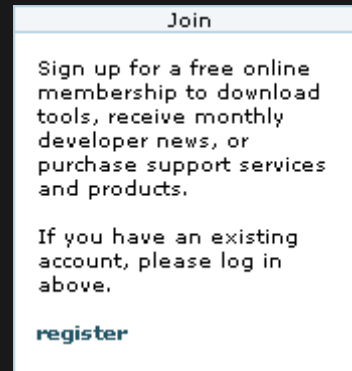 Join
Sign up for a free online
membership to download
tools, receive monthly
developer news, or
purchase support services
and products.
If you have an existing
account, please log in
above.
register